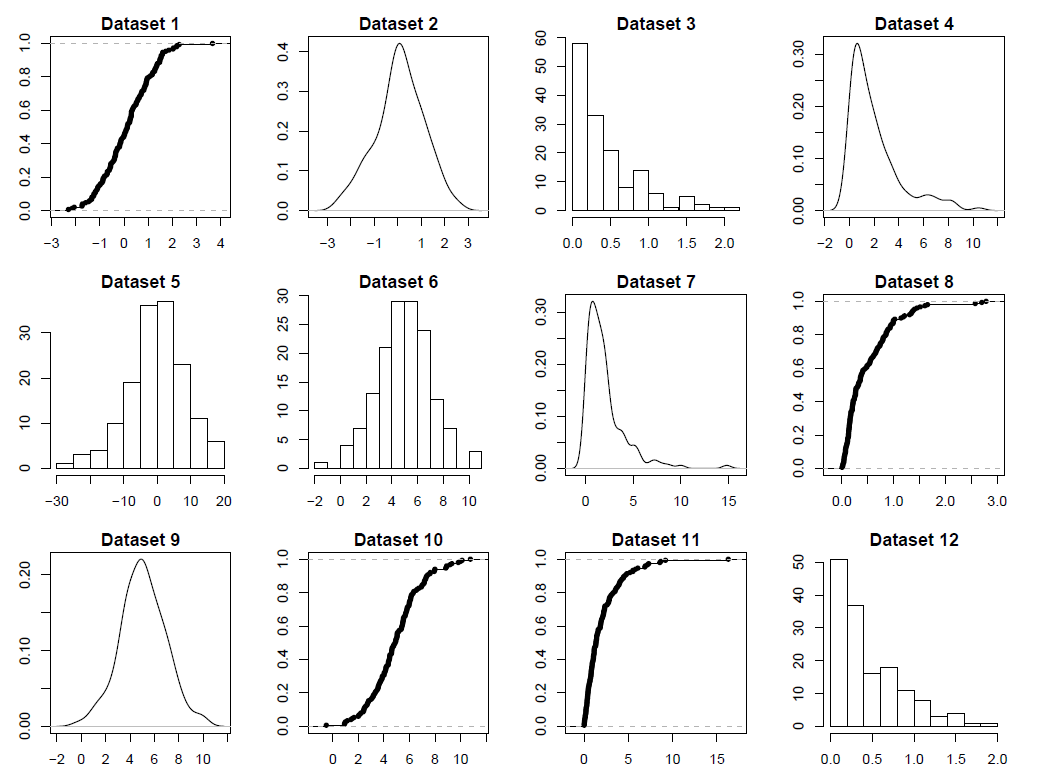 Dataset 1
0.0 0.2 0.4 0.6 0.8 1.0
−3 −1 0 1 2 3 4
Dataset 2
0.0 0.1 0.2 0.3 0.4
−3 −1 1 2 3
Dataset 3
0 10 20 30 40 50 60
0.0 0.5 1.0 1.5 2.0
Dataset 4
0.00 0.10 0.20 0.30
−2 0 2 4 6 8 10
Dataset 5
0 10 20 30
−30 −10 0 10 20
Dataset 6
0 5 10 15 20 25 30
−2 0 2 4 6 8 10
Dataset 7
0.00 0.10 0.20 0.30
0 5 10 15
Dataset 8
0.0 0.2 0.4 0.6 0.8 1.0
0.0 1.0 2.0 3.0
Dataset 9
0.00 0.10 0.20
−2 0 2 4 6 8 10
Dataset 10
0.0 0.2 0.4 0.6 0.8 1.0
0 2 4 6 8 10
Dataset 11
0.0 0.2 0.4 0.6 0.8 1.0
0 5 10 15
Dataset 12
0 10 20 30 40 50
0.0 0.5 1.0 1.5 2.0